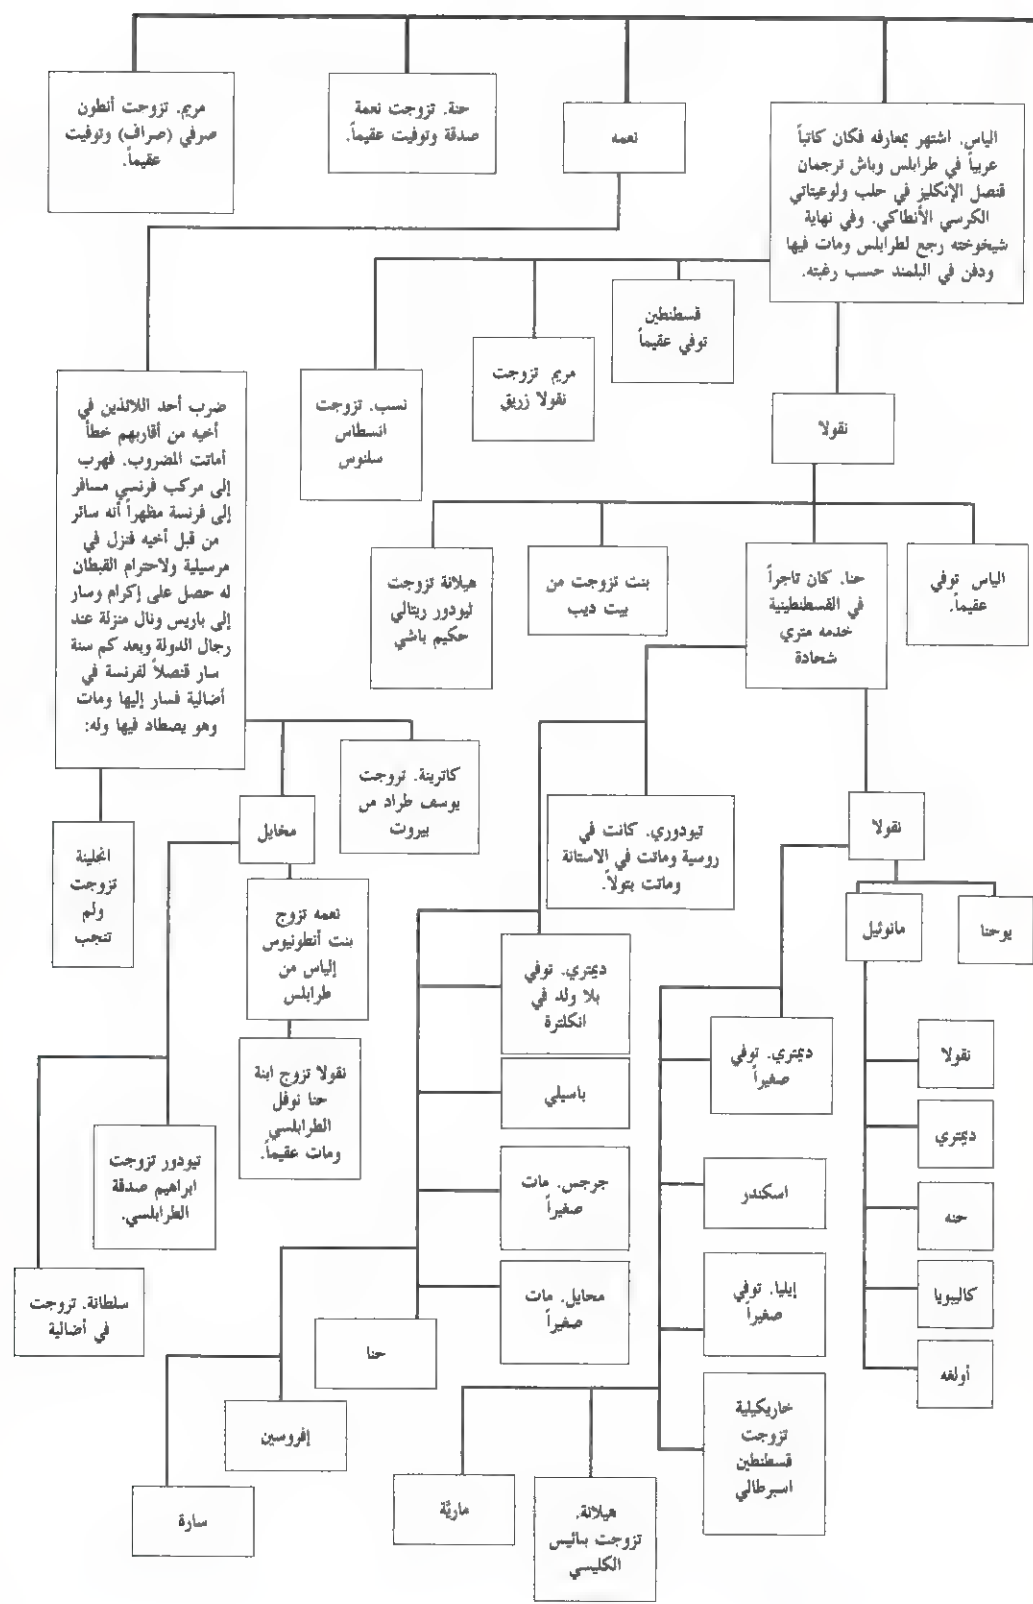 الياس. اشتهر بمعارفه فكان كاتباً
عربياً في طرابلس وباش ترجمان
قنصل الإنكليز في حلب ولوغيتاتي
الكرسي الأنطاكي. وفي نهاية
شيخوخته رجع لطرابلس ومات فيها
ودفن في البلمند حسب رغبته.
نعمه
حنة. تزوجت نعمة
صدقة وتوفيت عقيماً.
مريم. تزوجت أنطون
صرفي (صراف) وتوفيت
عقيماً.
قسطنطين
توفي عقيماً
مريم تزوجت
نقولا زريق
نسب. تزوجت
انسطاس
سلنوس
نقولا
ضرب أحد اللائذين في
أخيه من أقاربهم خطأ
أماتت المضروب. فهرب
إلى مركب فرنسي مسافر
إلى فرنسة مظهراً أنه سائر
من قبل أخيه فنزل في
مرسيلية ولاحترام القبطان
له حصل على إكرام وسار
إلى باريس ونال منزلة عند
رجال الدولة وبعد كم سنة
سار قنصلاً لفرنسة في
أضالية فسار إليها ومات
وهو يصطاد فيها وله:
الياس توفي
عقيماً.
حنا. كان تاجراً
في القسطنطينية
خدمه متري
شحادة
بنت تزوجت من
بيت ديب
هيلانة تزوجت
ثيودور ريتالي
حكيم باشي
كاترينة. تزوجت
يوسف طراد من
بيروت
مخايل
انجلينة
تزوجت
ولم
تنجب
نقولا
تيودوري. كانت في
روسية وماتت في الاستانة
وماتت بتولاً.
يوحنا
مانوئيل
نعمه تزوج
بنت أنطونيوس
إلياس من
طرابلس
نقولا تزوج ابنة
حنا نوفل
الطرابلسي
ومات عقيماً.
تيودور تزوجت
ابراهيم صدقة
الطرابلسي.
سلطانة. تزوجت
في أضالية
ديمتري. توفي
بلا ولد في
انكلترة
باسيلي
جرجس. مات
صغيراً
محايل. مات
صغيراً
حنا
إفروسين
سارة
ديمتري. توفي
صغيراً
اسكندر
إيليا. توفي
صغيراً
خاريكيلية
تزوجت
قسطنطين
اسبرطالي
هيلانة.
تزوجت بنائيس
الكليسي
ماريَّة
نقولا
ديمتري
حنه
كاليبويا
أولغه